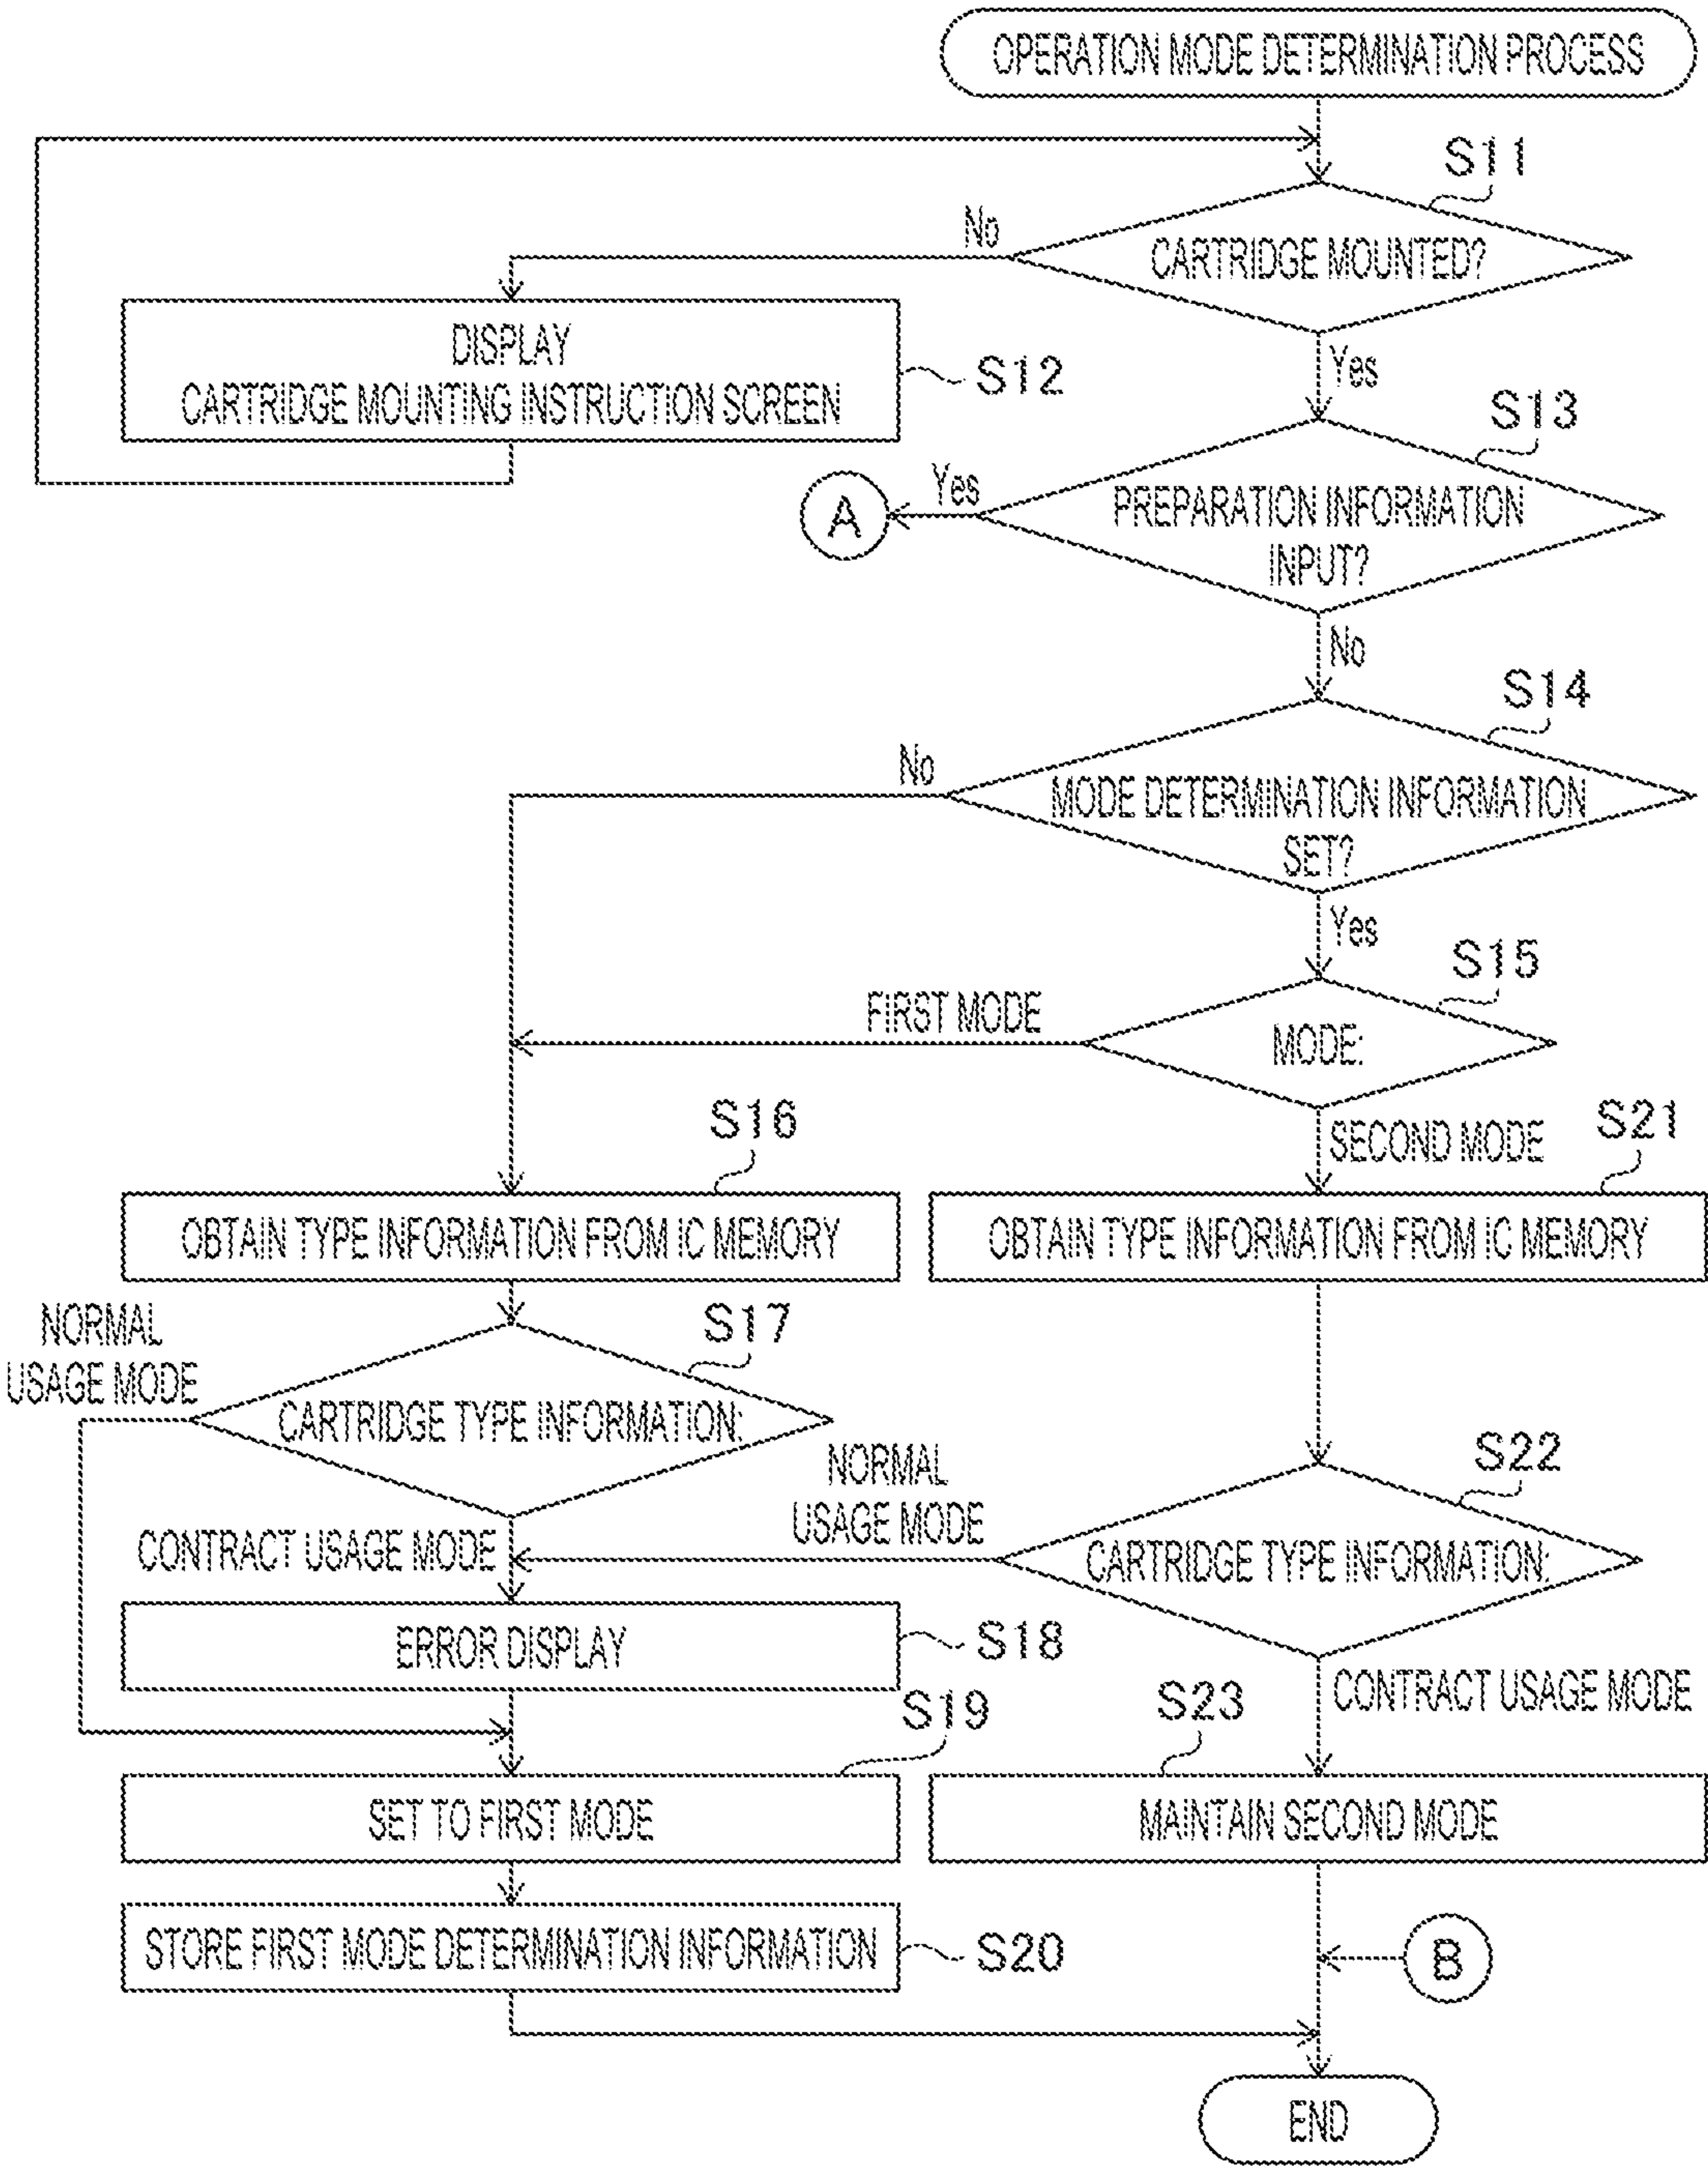 OPERATION MODE DETERMINATION PROCESS
S11
No
CARTRIDGE MOUNTED?
DISPLAY
CARTRIDGE MOUNTING INSTRUCTION SCREEN
S12
Yes
S13
Yes
A
PREPARATION INFORMATION
INPUT?
No
S14
No
MODE DETERMINATION INFORMATION
SET?
Yes
S15
FIRST MODE
MODE:
S16
SECOND MODE
S21
OBTAIN TYPE INFORMATION FROM IC MEMORY
OBTAIN TYPE INFORMATION FROM IC MEMORY
NORMAL
USAGE MODE
S17
CARTRIDGE TYPE INFORMATION:
NORMAL
USAGE MODE
S22
CONTRACT USAGE MODE
CARTRIDGE TYPE INFORMATION:
ERROR DISPLAY
S18
CONTRACT USAGE MODE
S19
S23
SET TO FIRST MODE
MAINTAIN SECOND MODE
STORE FIRST MODE DETERMINATION INFORMATION
S20
B
END